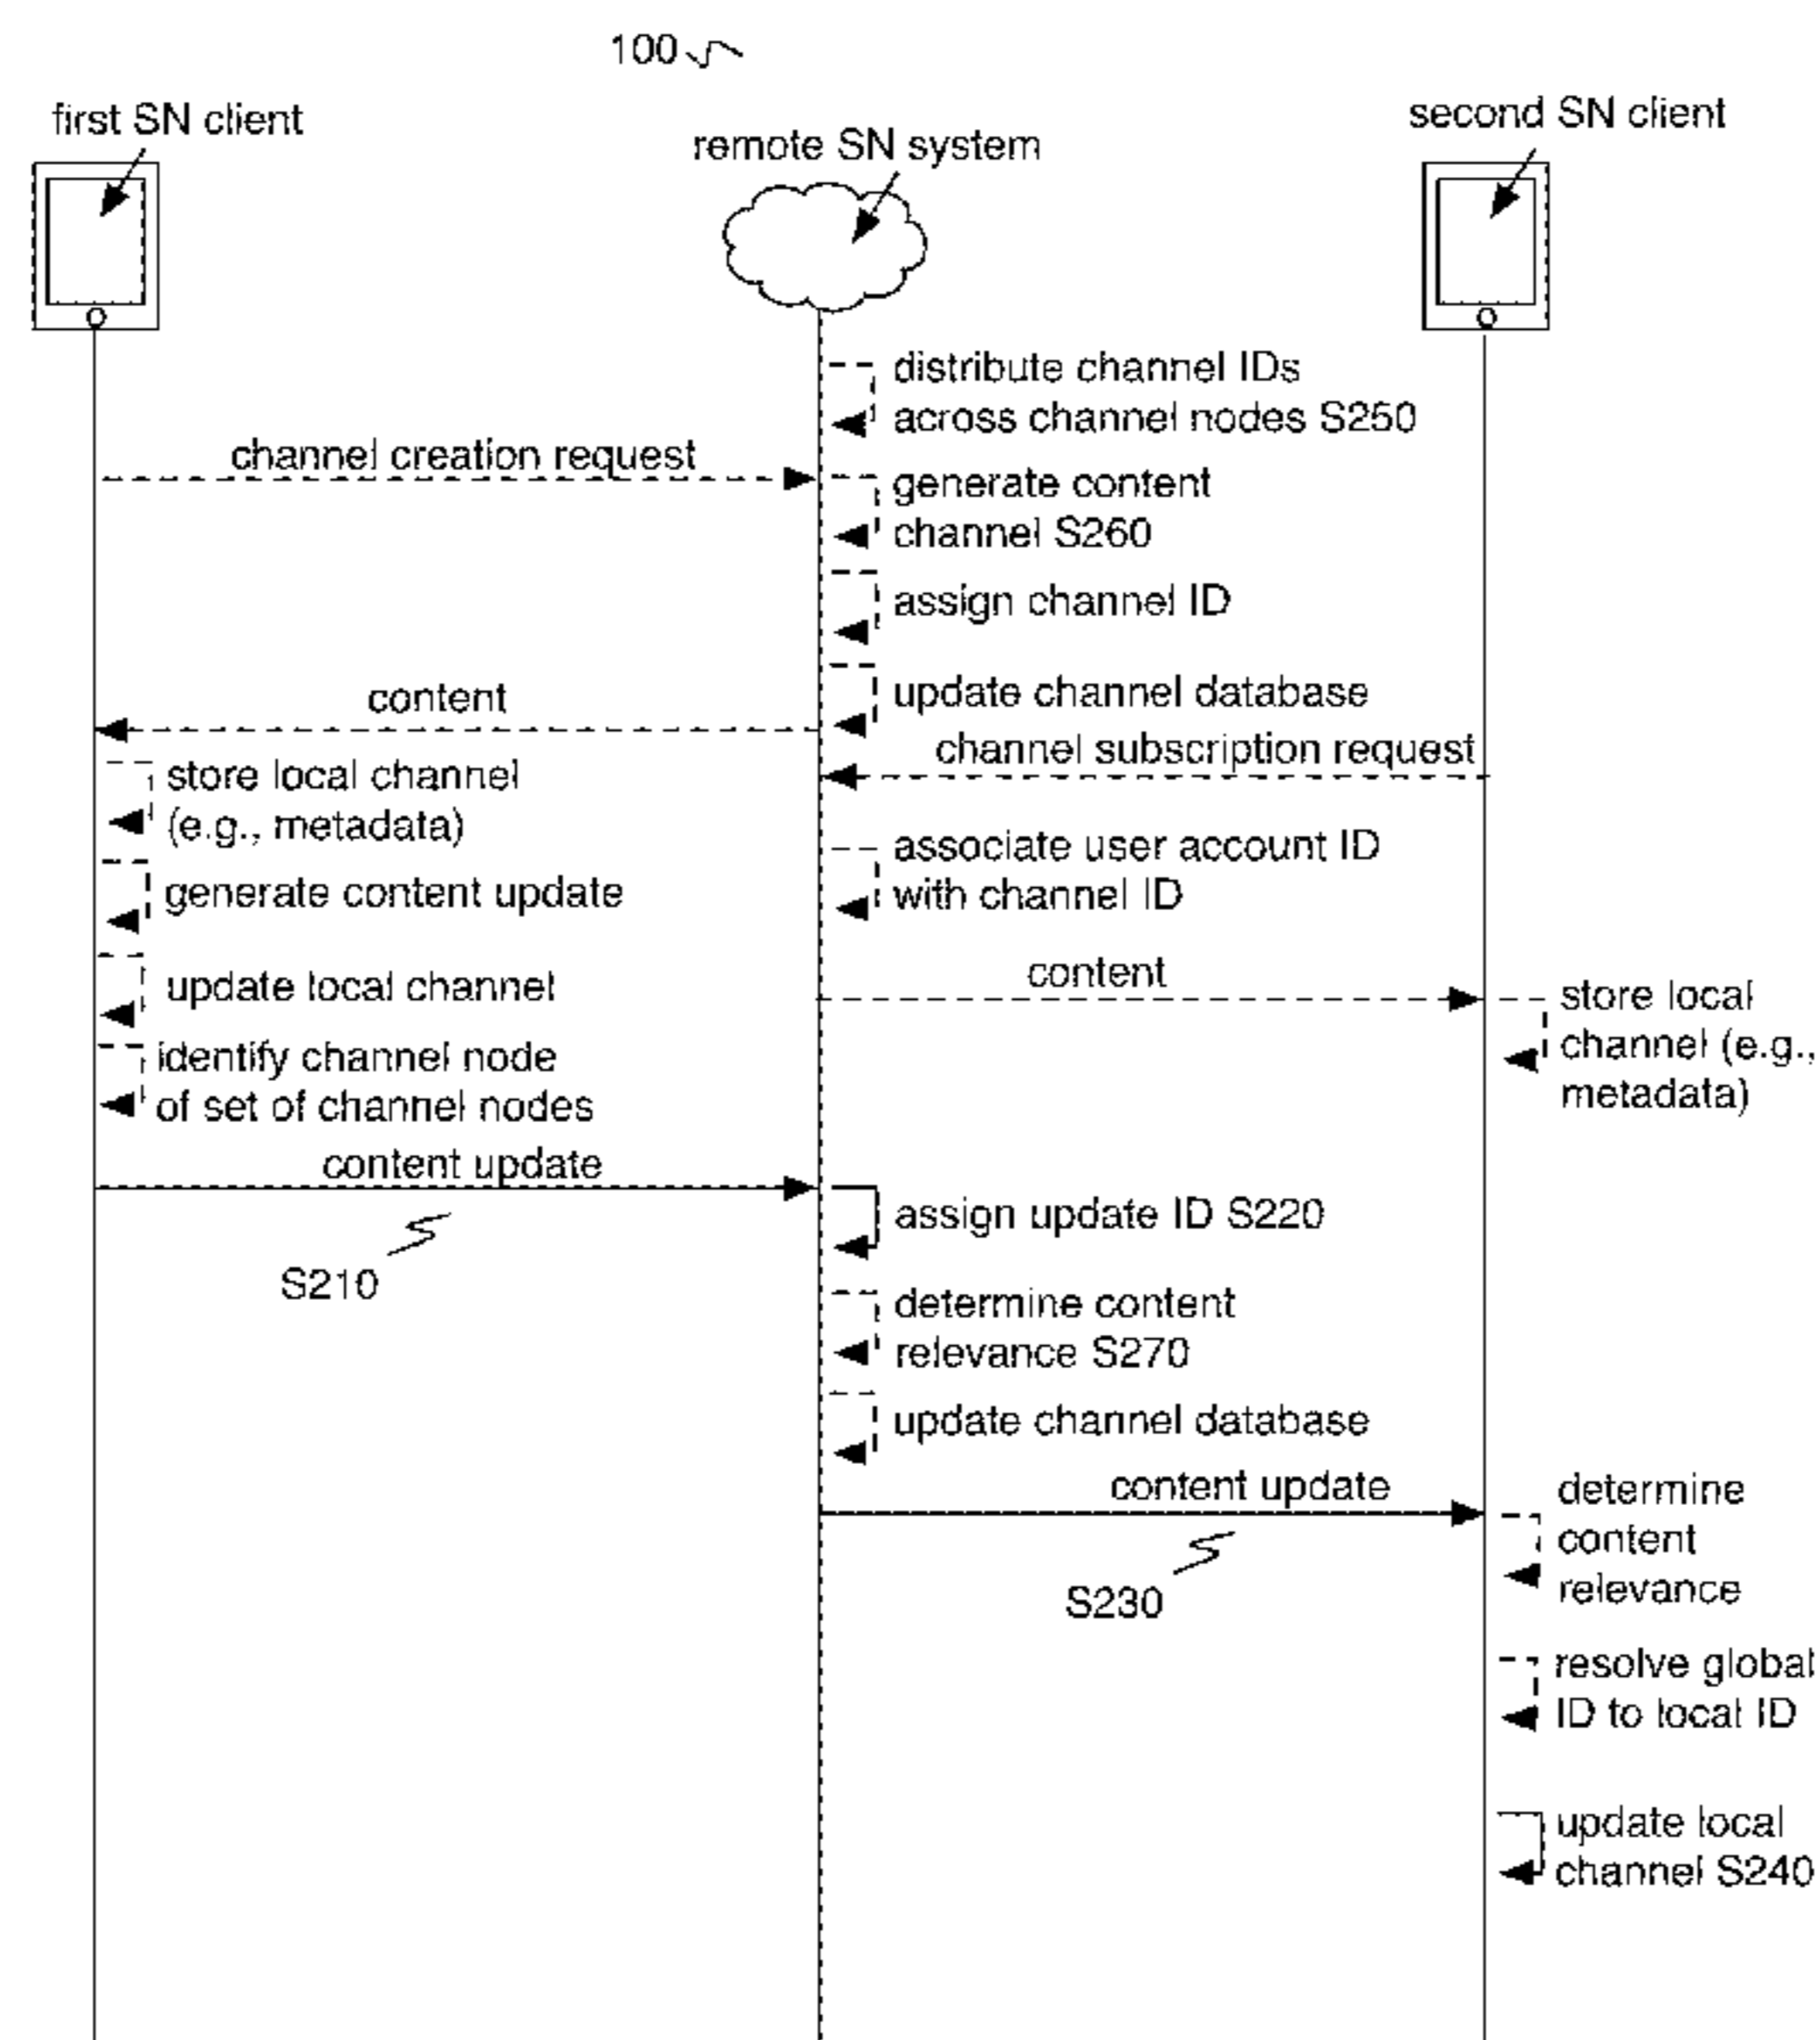 100
first SN client
remote SN system
second SN client
distribute channel IDs
across channel nodes S250
channel creation request
generate content
channel S260
assign channel ID
content
update channel database
channel subscription request
store local channel
(e.g., metadata)
associate user account ID
with channel ID
generate content update
content
update local channel
store local
channel (e.g.,
metadata)
identify channel node
of set of channel nodes
content update
assign update ID S220
S210
determine content
relevance S270
update channel database
content update
determine
content
relevance
S230
resolve global
ID to local ID
update local
channel S240